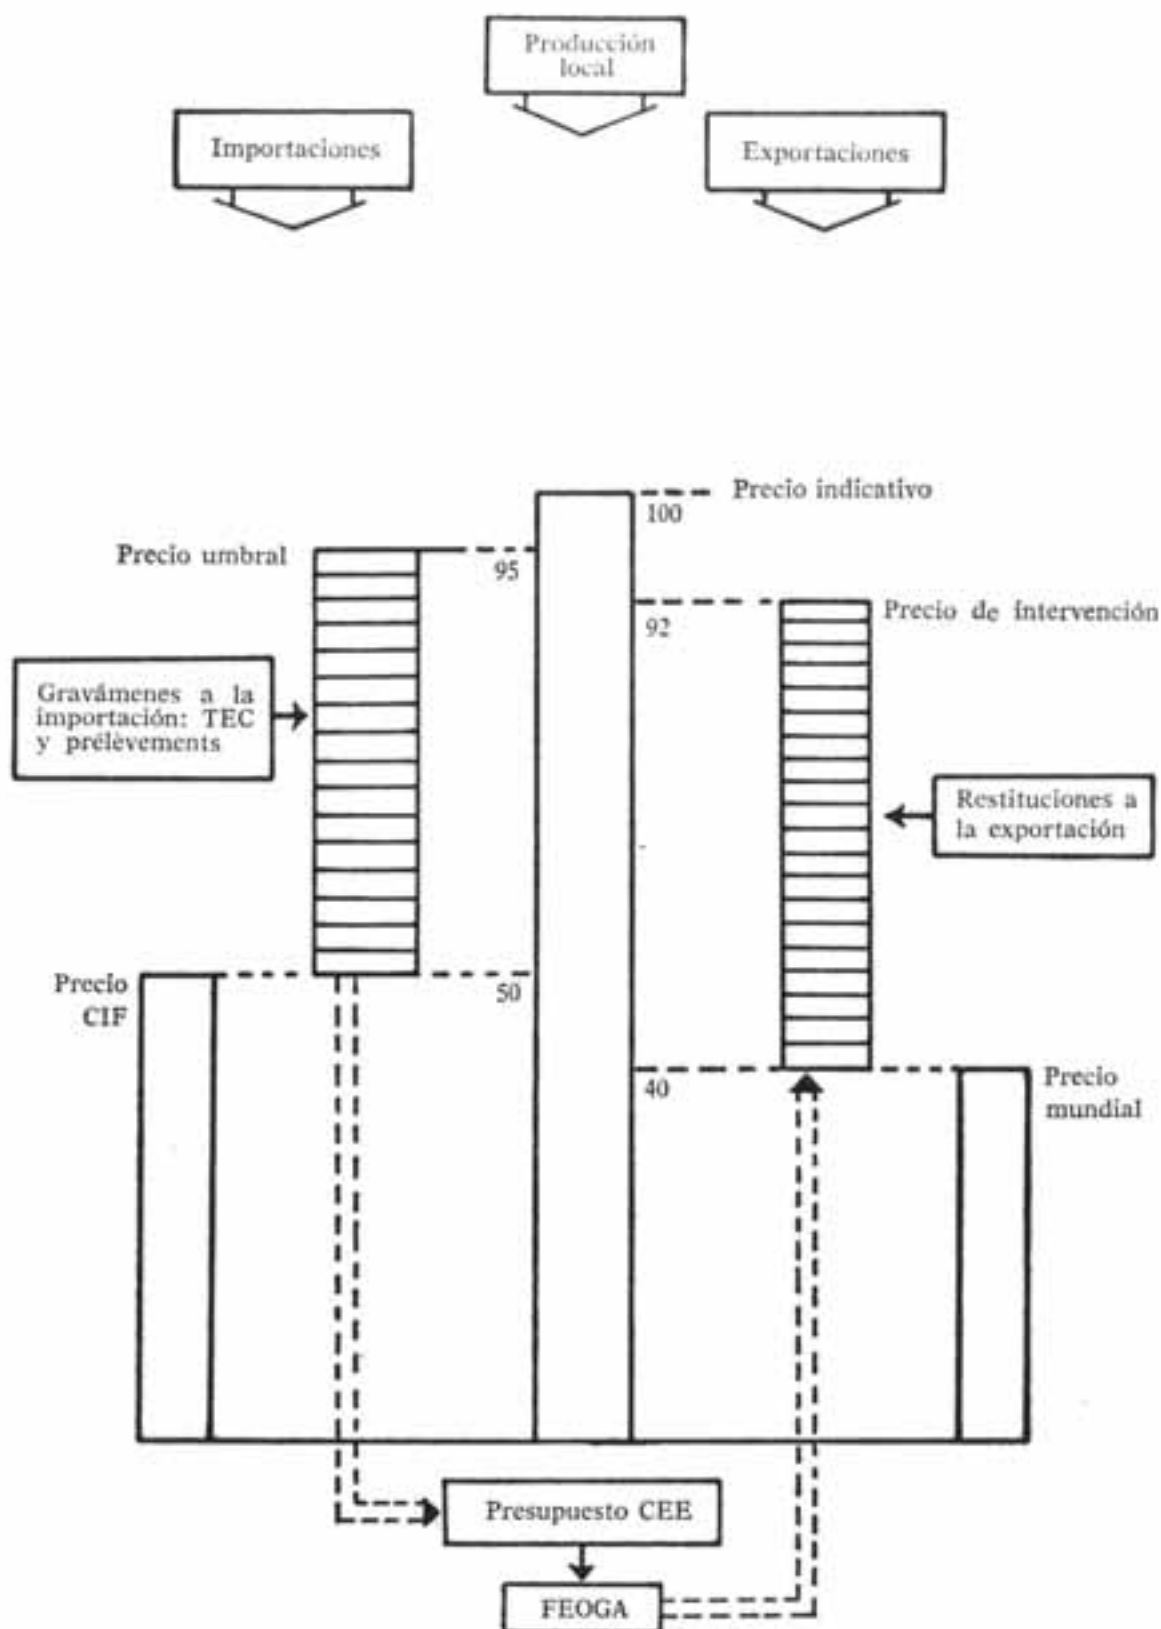 Producción
local
Importaciones
Exportaciones
Precio indicativo
100
Precio umbral
95
Precio de intervención
92
Gravámenes a la
importación: TEC
y prélèvements
Restituciones a
la exportación
Precio
CIF
50
40
Precio
mundial
Presupuesto CEE
FEOGA